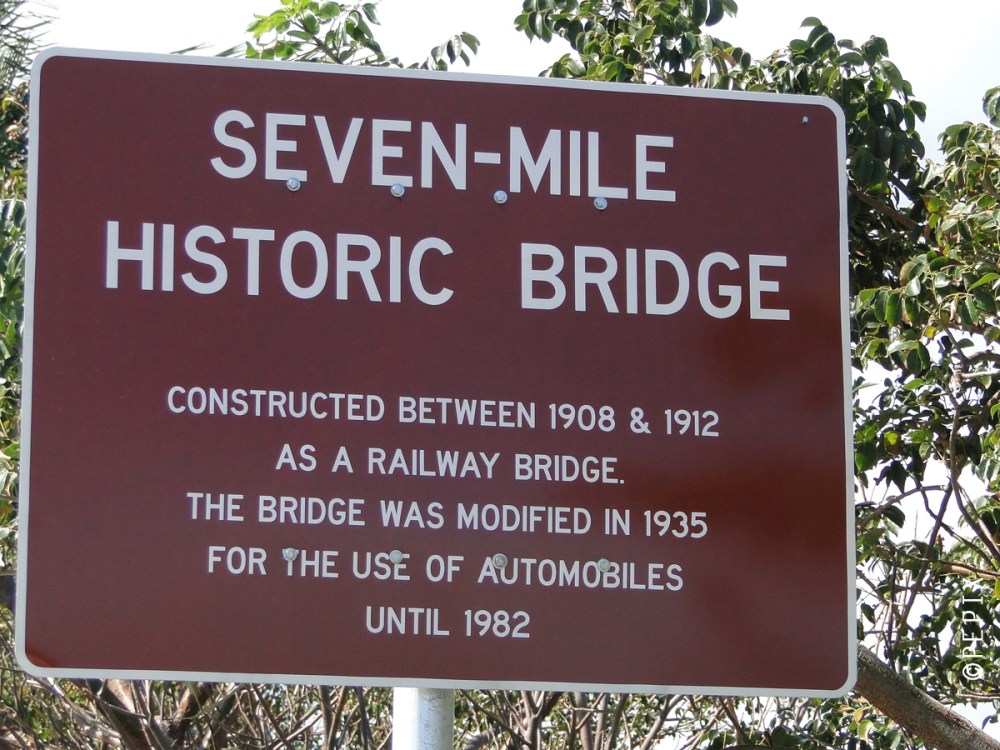 SEVEN-MILE
HISTORIC BRIDGE
CONSTRUCTED BETWEEN 1908 & 1912
AS A RAILWAY BRIDGE.
THE BRIDGE WAS MODIFIED IN 1935
FOR THE USE OF AUTOMOBILES
UNTIL 1982